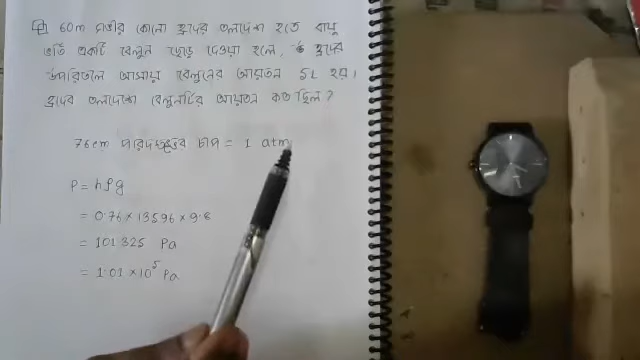 60m গভীর কোনো হ্রদের তলদেশ হতে বায়ু
ভর্তি একটি বেলুন ছেড়ে দেওয়া হলে, হ্রদের
উপরিতলে আসায় বেলুনের আয়তন 5L হয়।
হ্রদের তলদেশে বেলুনটির আয়তন কত ছিল?
76cm পারদস্তম্ভের চাপ = 1 atm
P = hρg
= 0.76 × 13596 × 9.8
= 101325 Pa
= 1.01 × 10⁵ Pa